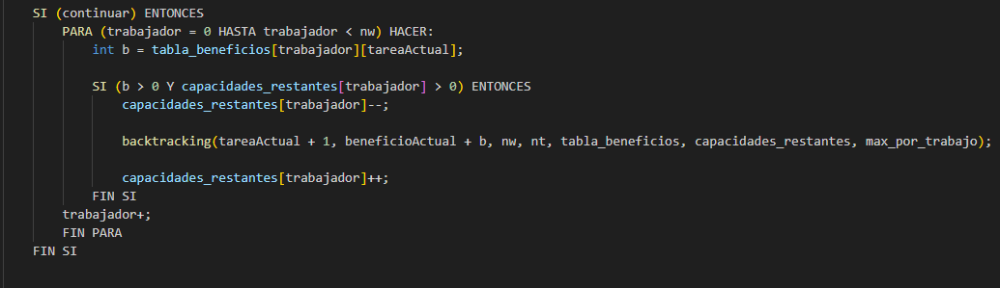 SI (continuar) ENTONCES
PARA (trabajador = 0 HASTA trabajador < nw) HACER:
int b = tabla_beneficios[trabajador][tareaActual];
SI (b > 0 Y capacidades_restantes[trabajador] > 0) ENTONCES
capacidades_restantes[trabajador]--;
backtracking(tareaActual + 1, beneficioActual + b, nw, nt, tabla_beneficios, capacidades_restantes, max_por_trabajo);
capacidades_restantes[trabajador]++;
FIN SI
trabajador+;
FIN PARA
FIN SI